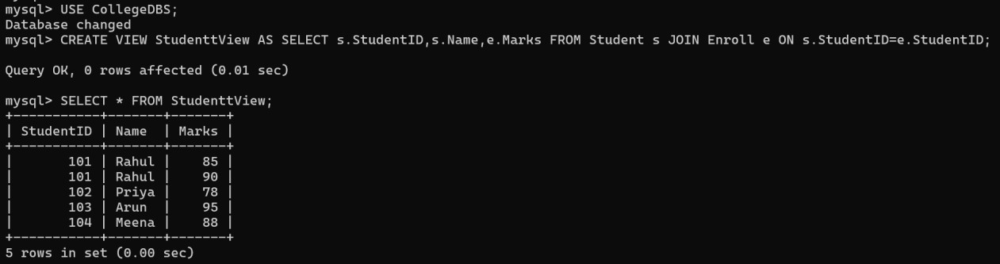 mysql> USE CollegeDBS;
Database changed
mysql> CREATE VIEW StudenttView AS SELECT s.StudentID,s.Name,e.Marks FROM Student s JOIN Enroll e ON s.StudentID=e.StudentID;
Query OK, 0 rows affected (0.01 sec)
mysql> SELECT * FROM StudenttView;
+-----------+-------+-------+
| StudentID | Name  | Marks |
+-----------+-------+-------+
|       101 | Rahul |    85 |
|       101 | Rahul |    90 |
|       102 | Priya |    78 |
|       103 | Arun  |    95 |
|       104 | Meena |    88 |
+-----------+-------+-------+
5 rows in set (0.00 sec)